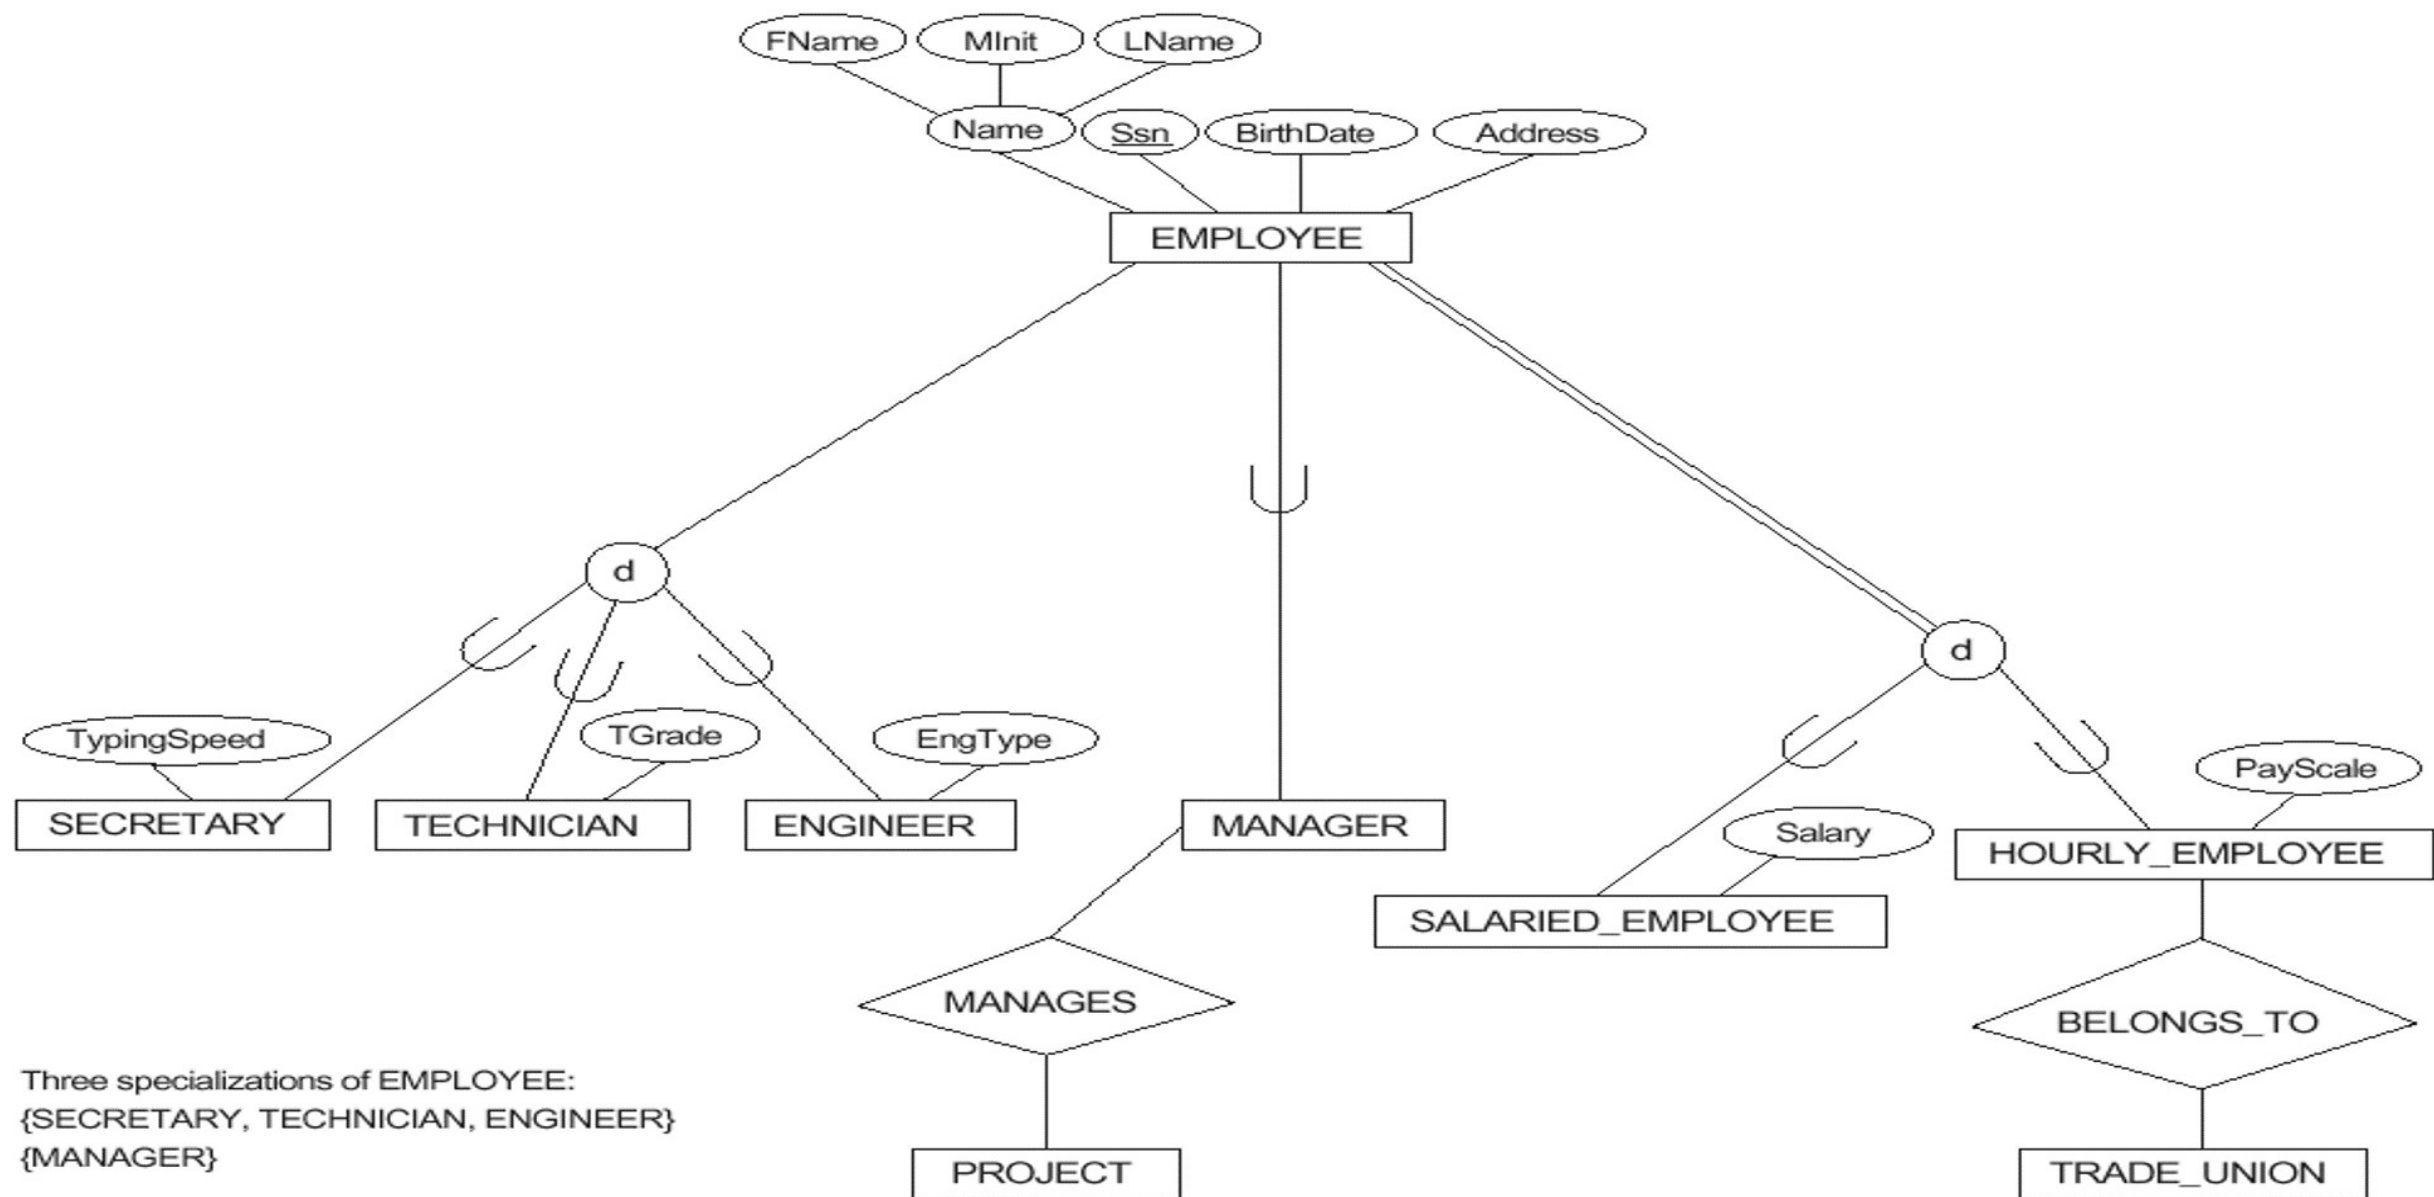 FName MInit LName
Name Ssn BirthDate Address
EMPLOYEE
d
d
TypingSpeed TGrade EngType
PayScale
SECRETARY TECHNICIAN ENGINEER MANAGER
Salary
HOURLY_EMPLOYEE
SALARIED_EMPLOYEE
MANAGES
BELONGS_TO
Three specializations of EMPLOYEE:
{SECRETARY, TECHNICIAN, ENGINEER}
{MANAGER}
PROJECT
TRADE_UNION